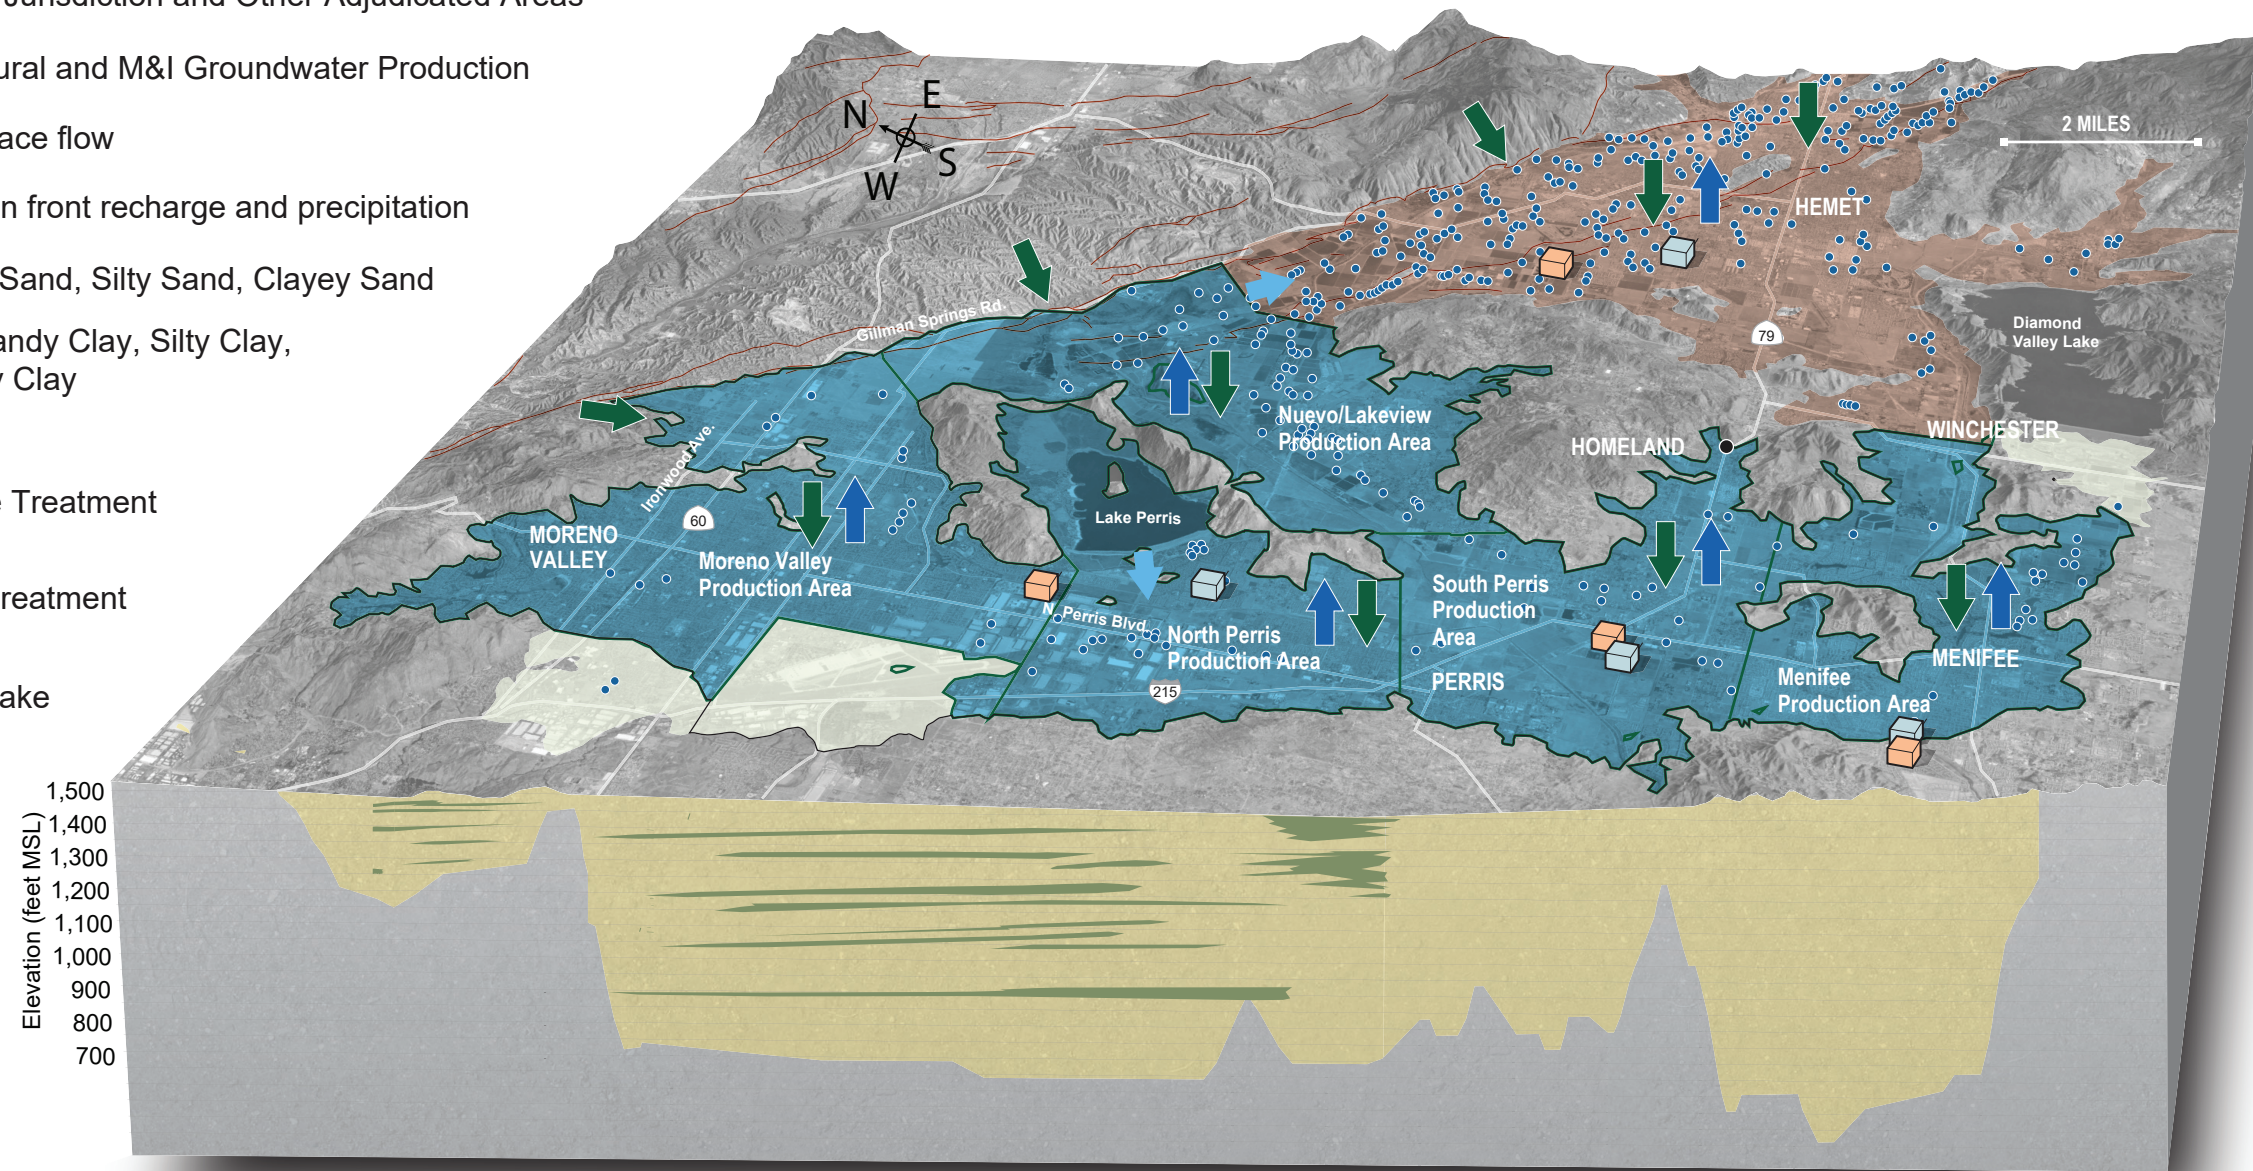 Jurisdiction and Other Adjudicated Areas
ural and M&I Groundwater Production
ace flow
n front recharge and precipitation
Sand, Silty Sand, Clayey Sand
andy Clay, Silty Clay,
y Clay
e Treatment
reatment
ake
N
E
S
W
2 MILES
HEMET
79
Diamond
Valley Lake
Gillman Springs Rd.
Nuevo/Lakeview
Production Area
HOMELAND
WINCHESTER
Ironwood Ave.
60
MORENO
VALLEY
Moreno Valley
Production Area
Lake Perris
N. Perris Blvd.
North Perris
Production Area
215
South Perris
Production
Area
PERRIS
MENIFEE
Menifee
Production Area
Elevation (feet MSL)
1,500
1,400
1,300
1,200
1,100
1,000
900
800
700